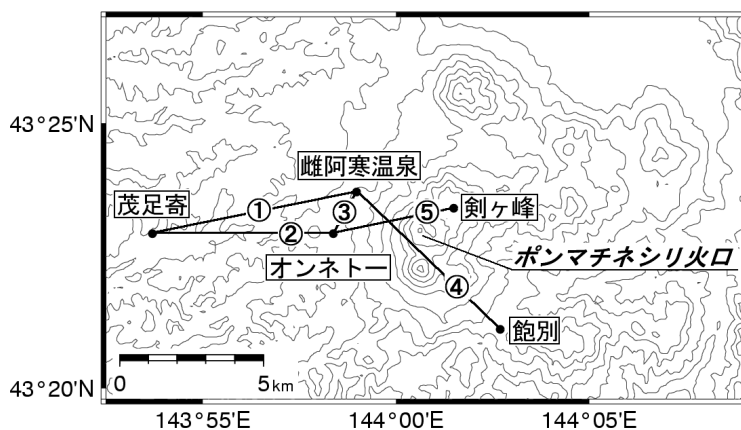 43°25'N
雌阿寒温泉
茂足寄
①
③
⑤
剣ヶ峰
②
オンネトー
ポンマチネシリ火口
④
飽別
0
5km
43°20'N
143°55'E
144°00'E
144°05'E